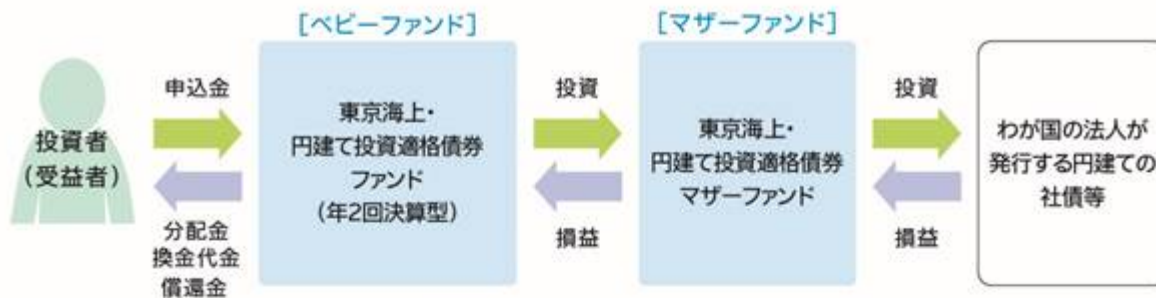 [ベビーファンド]
[マザーファンド]
投資者
(受益者)
申込金
分配金
換金代金
償還金
東京海上・
円建て投資適格債券
ファンド
(年2回決算型)
投資
損益
東京海上・
円建て投資適格債券
マザーファンド
投資
損益
わが国の法人が
発行する円建ての
社債等